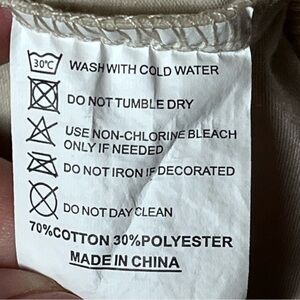 30°C WASH WITH COLD WATER
DO NOT TUMBLE DRY
USE NON-CHLORINE BLEACH
ONLY IF NEEDED
DO NOT IRON IF DECORATED
DO NOT DAY CLEAN
70%COTTON 30%POLYESTER
MADE IN CHINA